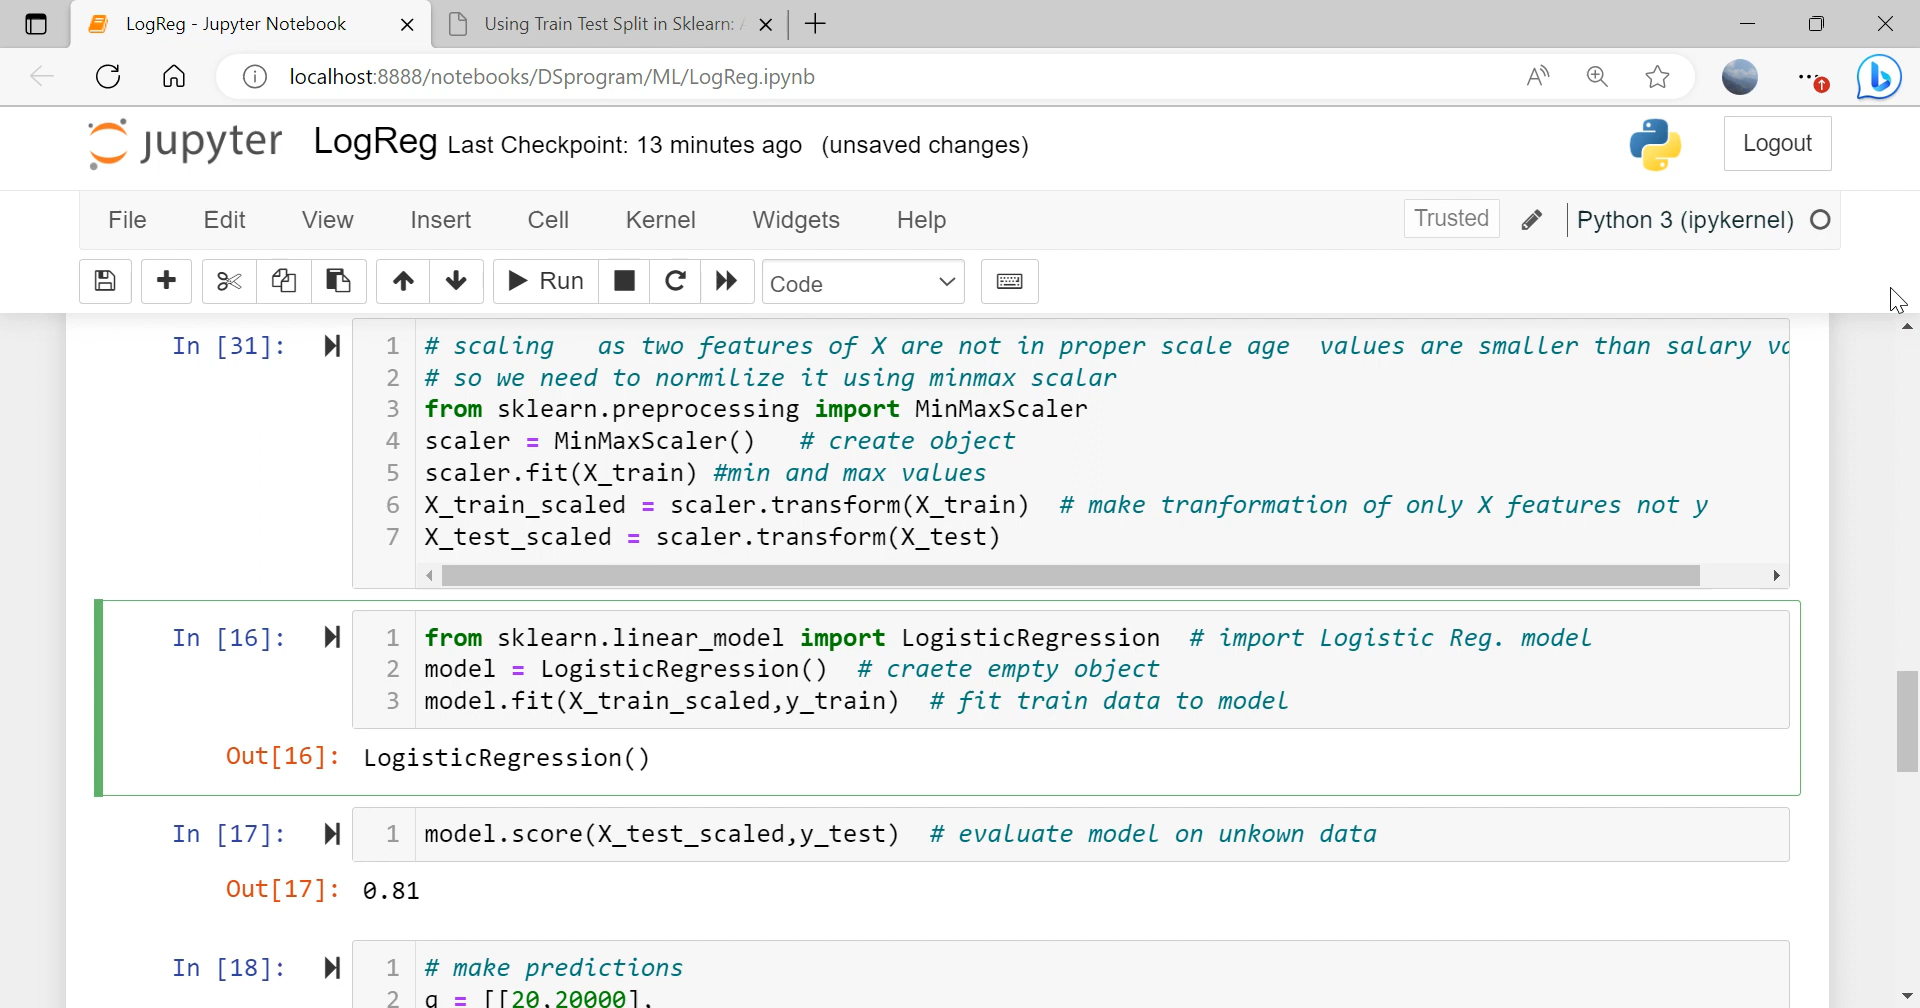 LogReg - Jupyter Notebook
Using Train Test Split in Sklearn:
localhost:8888/notebooks/DSprogram/ML/LogReg.ipynb
jupyter LogReg Last Checkpoint: 13 minutes ago (unsaved changes)
Logout
File Edit View Insert Cell Kernel Widgets Help
Trusted Python 3 (ipykernel)
Run Code
In [31]:
1 # scaling as two features of X are not in proper scale age values are smaller than salary
2 # so we need to normilize it using minmax scalar
3 from sklearn.preprocessing import MinMaxScaler
4 scaler = MinMaxScaler() # create object
5 scaler.fit(X_train) #min and max values
6 X_train_scaled = scaler.transform(X_train) # make tranformation of only X features not y
7 X_test_scaled = scaler.transform(X_test)
In [16]:
1 from sklearn.linear_model import LogisticRegression # import Logistic Reg. model
2 model = LogisticRegression() # craete empty object
3 model.fit(X_train_scaled,y_train) # fit train data to model
Out[16]: LogisticRegression()
In [17]:
1 model.score(X_test_scaled,y_test) # evaluate model on unkown data
Out[17]: 0.81
In [18]:
1 # make predictions
2 q = [[20,20000],